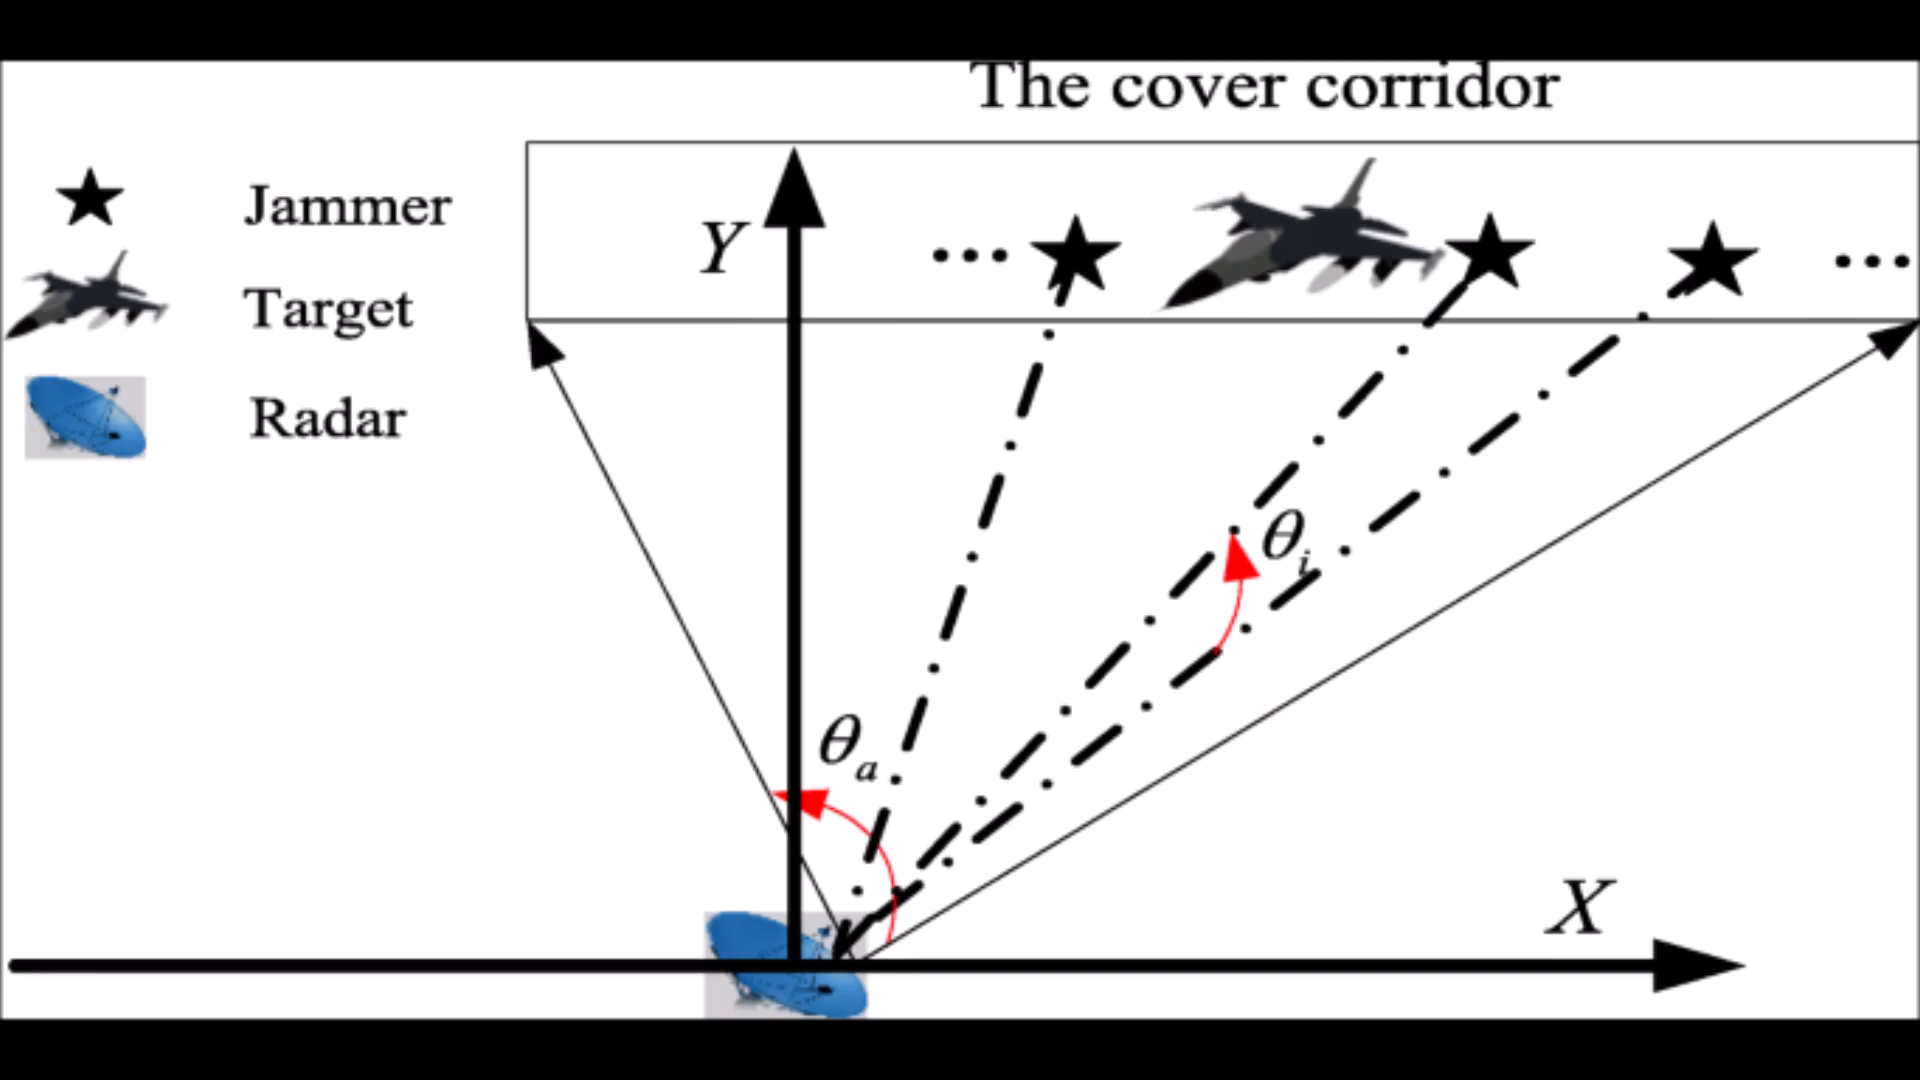 The cover corridor
Jammer
Target
Radar
Y
...
...
θi
θa
X